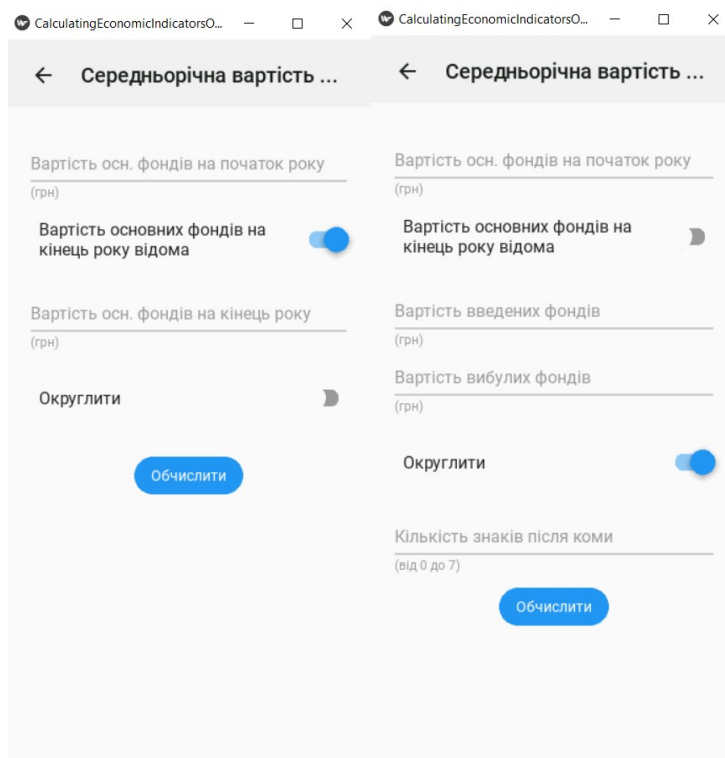 CalculatingEconomicIndicatorsO...
Середньорічна вартість ...
Вартість осн. фондів на початок року
(грн)
Вартість основних фондів на
кінець року відома
Вартість осн. фондів на кінець року
(грн)
Округлити
Обчислити
CalculatingEconomicIndicatorsO...
Середньорічна вартість ...
Вартість осн. фондів на початок року
(грн)
Вартість основних фондів на
кінець року відома
Вартість введених фондів
(грн)
Вартість вибулих фондів
(грн)
Округлити
Кількість знаків після коми
(від 0 до 7)
Обчислити